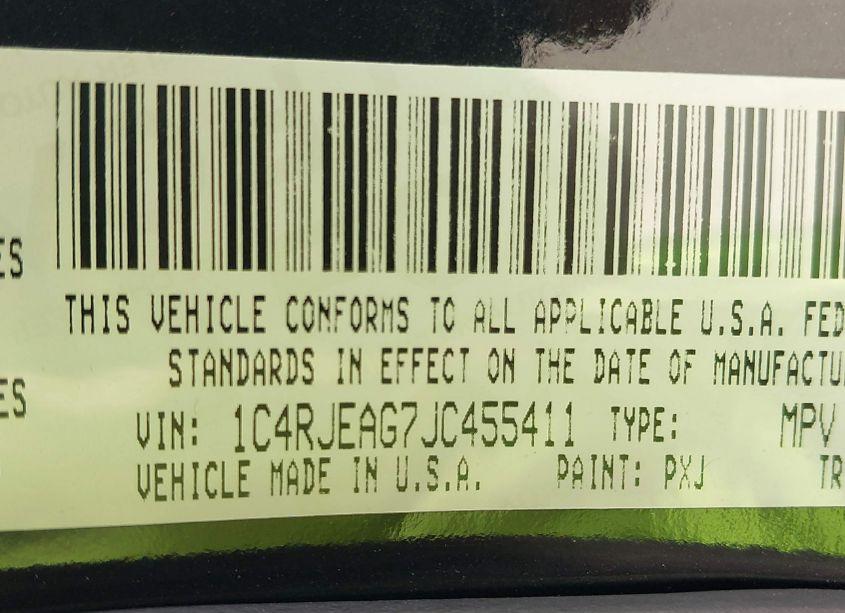 THIS VEHICLE CONFORMS TO ALL APPLICABLE U.S.A. FED
ES
STANDARDS IN EFFECT ON THE DATE OF MANUFACTU
ES
VIN: 1C4RJEAG7JC455411 TYPE: MPV
VEHICLE MADE IN U.S.A. PAINT: PXJ TR